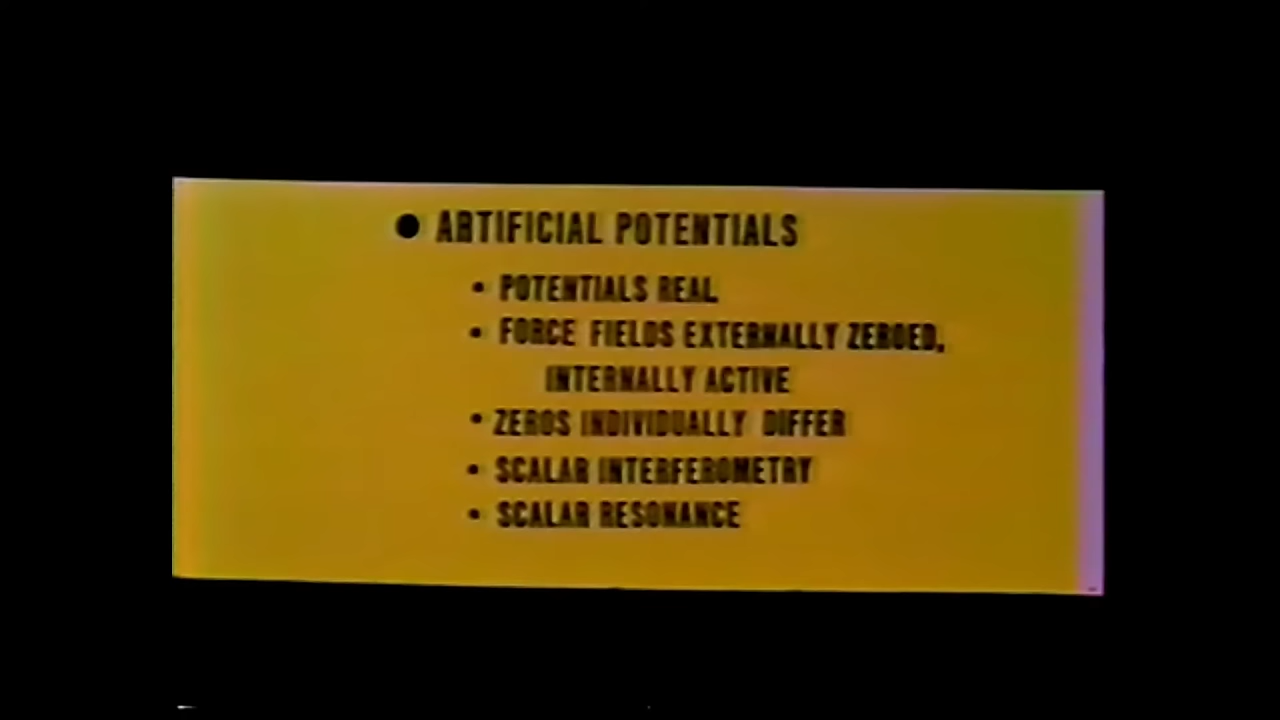 ● ARTIFICIAL POTENTIALS
• POTENTIALS REAL
• FORCE FIELDS EXTERNALLY ZEROED,
INTERNALLY ACTIVE
• ZEROS INDIVIDUALLY DIFFER
• SCALAR INTERFEROMETRY
• SCALAR RESONANCE